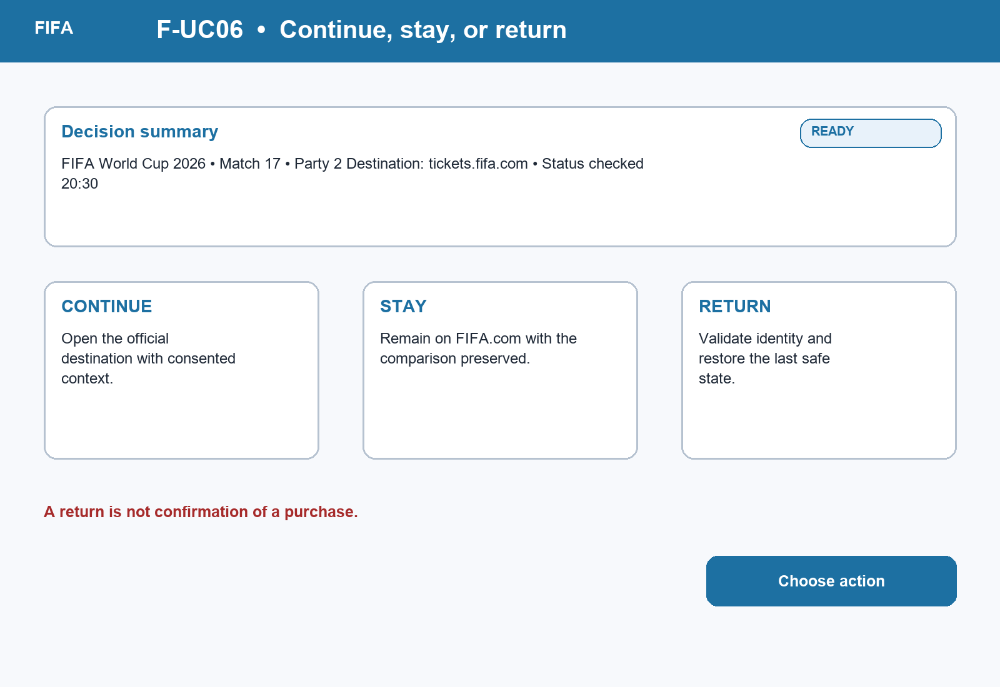 FIFA
F-UC06 • Continue, stay, or return
Decision summary
READY
FIFA World Cup 2026 • Match 17 • Party 2 Destination: tickets.fifa.com • Status checked
20:30
CONTINUE
Open the official
destination with consented
context.
STAY
Remain on FIFA.com with the
comparison preserved.
RETURN
Validate identity and
restore the last safe
state.
A return is not confirmation of a purchase.
Choose action